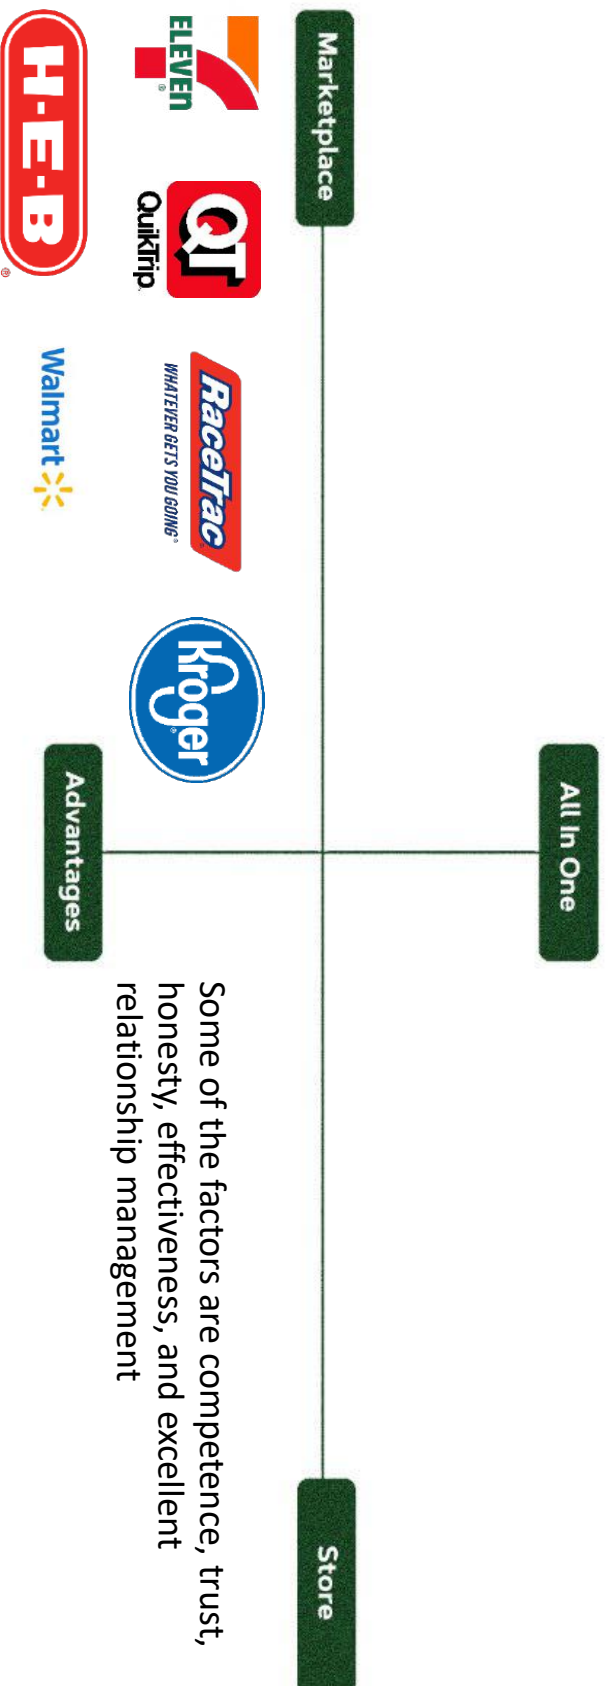 All In One
Marketplace
Store
7
ELEVEn
®
QT
QuikTrip
RaceTrac
WHATEVER GETS YOU GOING®
Kroger
®
H-E-B
®
Walmart
Advantages
Some of the factors are competence, trust,
honesty, effectiveness, and excellent
relationship management